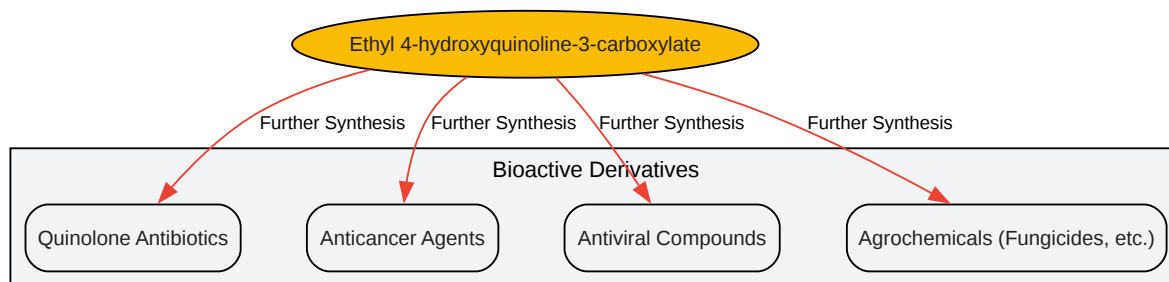 Ethyl 4-hydroxyquinoline-3-carboxylate
Further Synthesis
Further Synthesis
Further Synthesis
Further Synthesis
Bioactive Derivatives
Quinolone Antibiotics
Anticancer Agents
Antiviral Compounds
Agrochemicals (Fungicides, etc.)